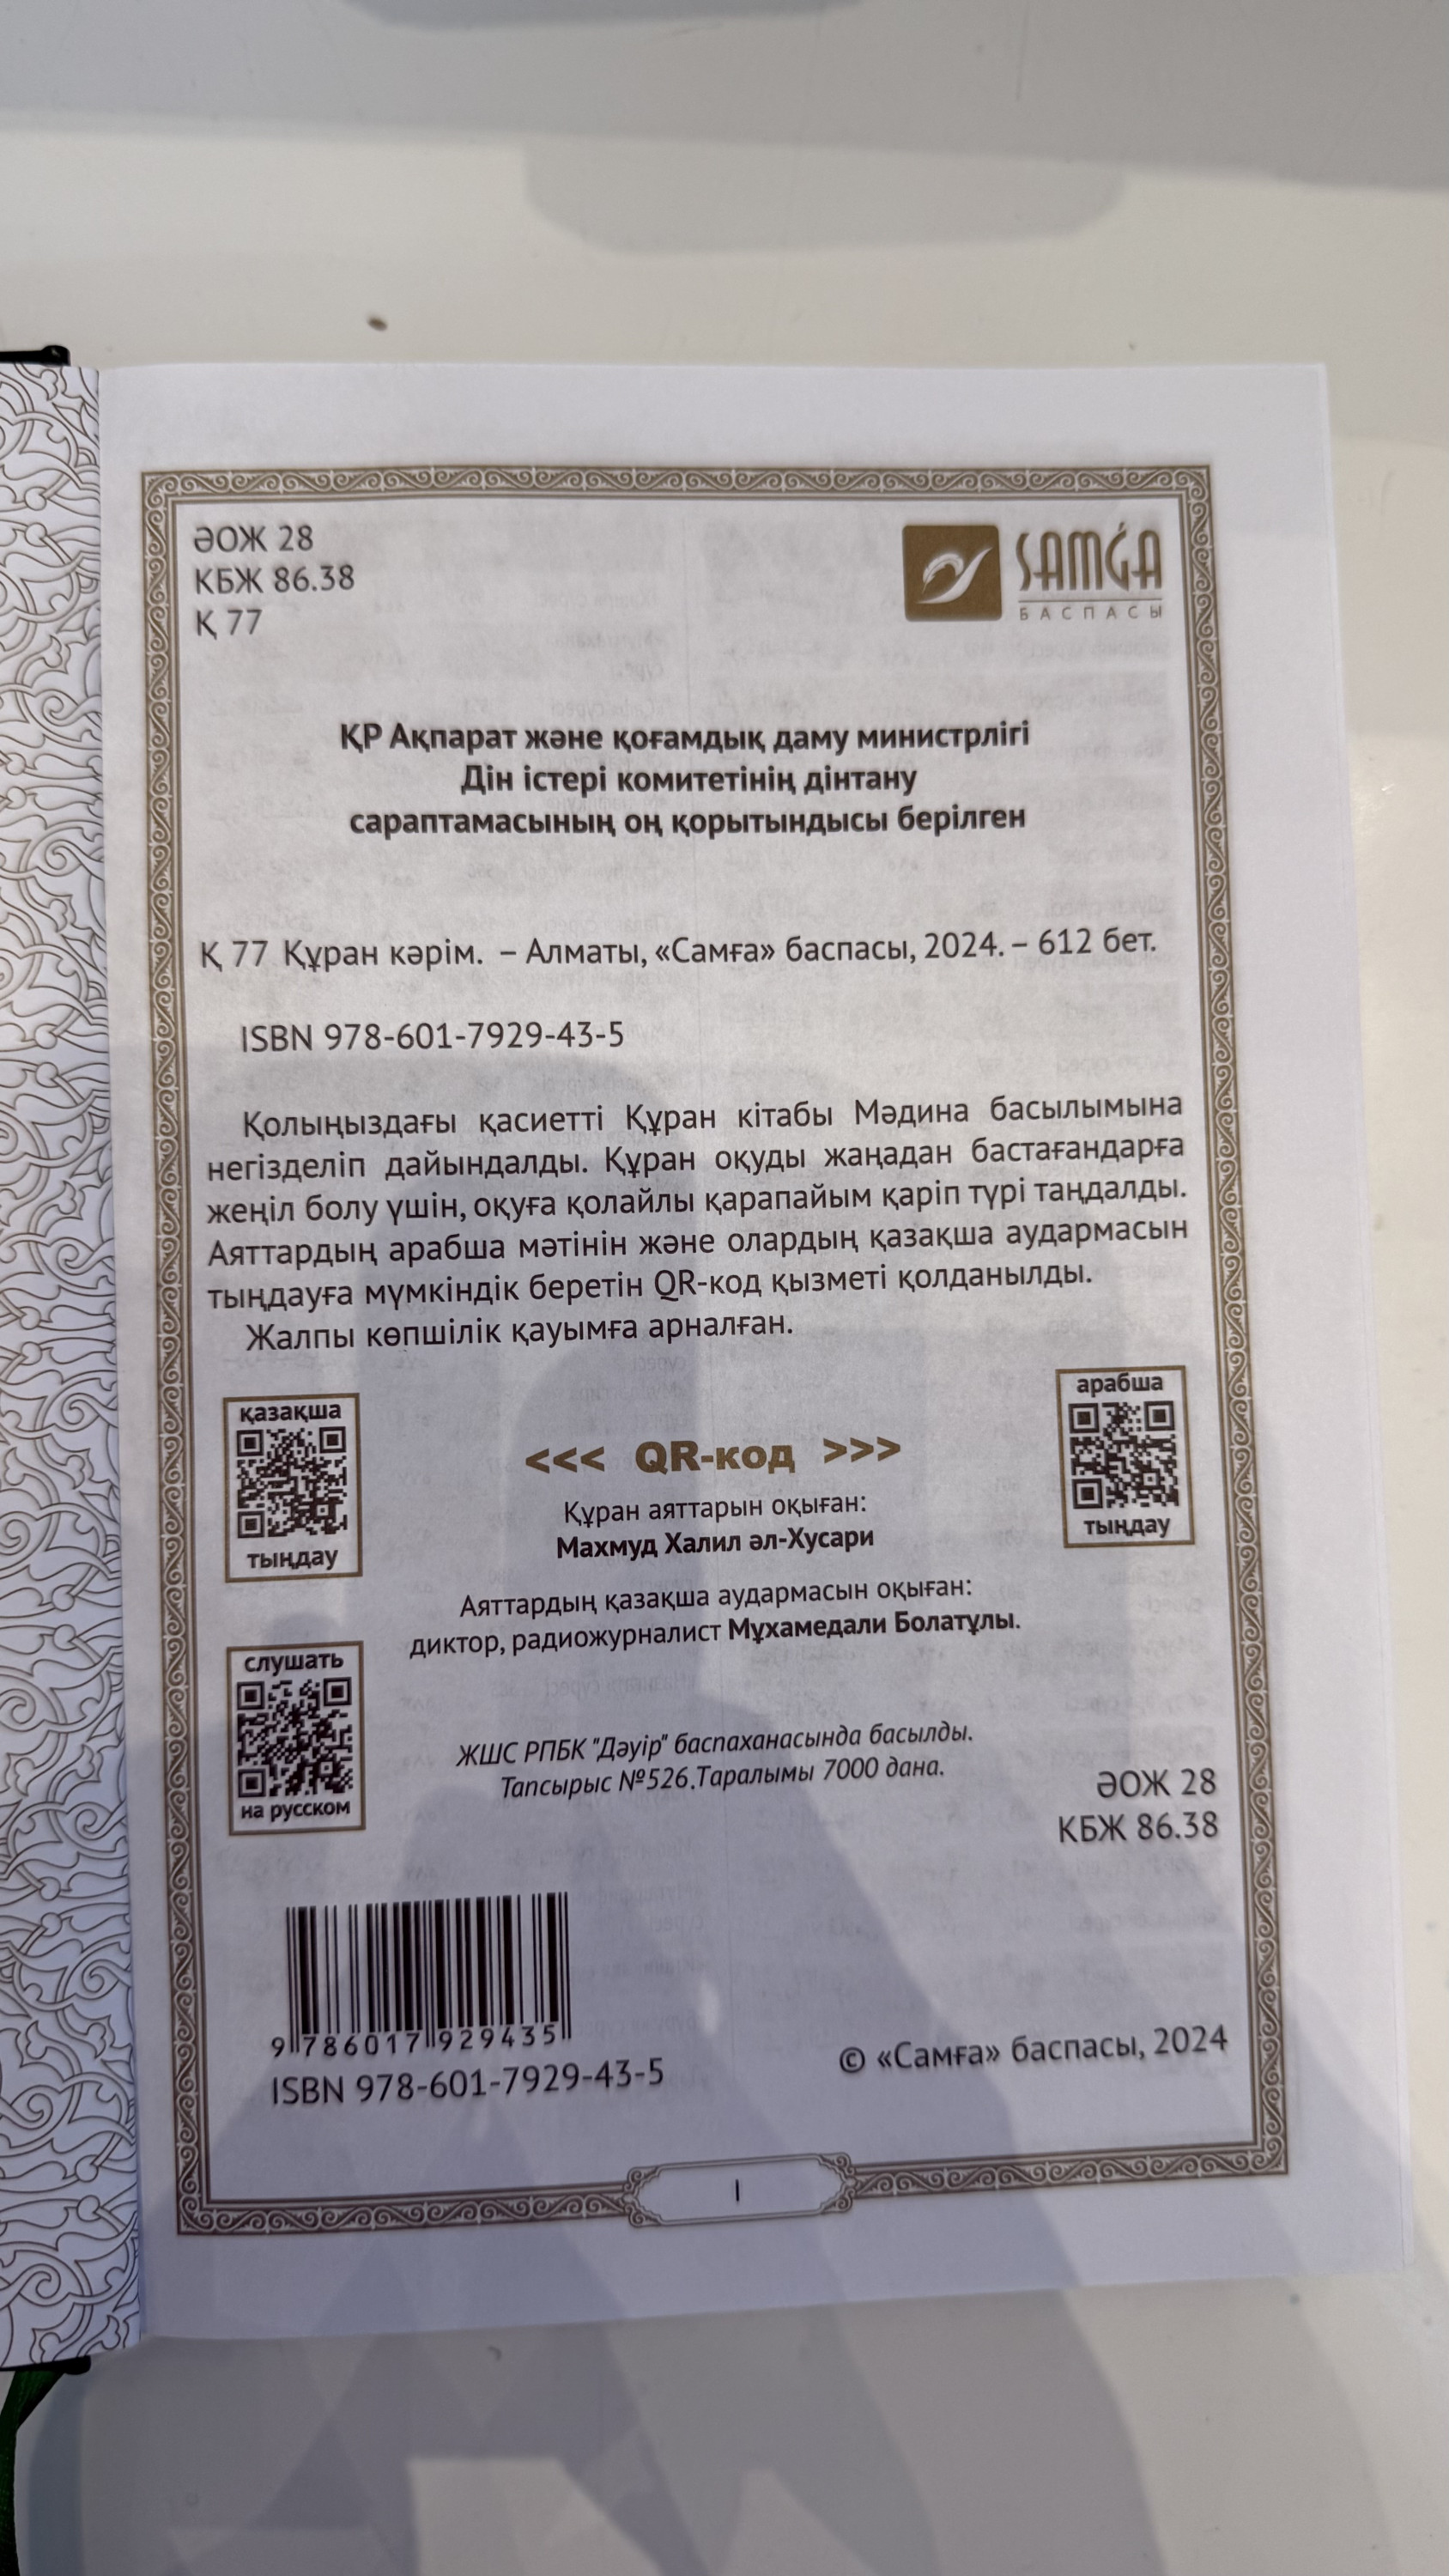 ӘОЖ 28
КБЖ 86.38
Қ 77
SAMǴA
БАСПАСЫ
ҚР Ақпарат және қоғамдық даму министрлігі
Дін істері комитетінің дінтану
сараптамасының оң қорытындысы берілген
Қ 77 Құран кәрім. – Алматы, «Самға» баспасы, 2024. – 612 бет.
ISBN 978-601-7929-43-5
Қолыңыздағы қасиетті Құран кітабы Мәдина басылымына
негізделіп дайындалды. Құран оқуды жаңадан бастағандарға
жеңіл болу үшін, оқуға қолайлы қарапайым қаріп түрі таңдалды.
Аяттардың арабша мәтінін және олардың қазақша аудармасын
тыңдауға мүмкіндік беретін QR-код қызметі қолданылды.
Жалпы көпшілік қауымға арналған.
қазақша
тыңдау
<<< QR-код >>>
арабша
тыңдау
Құран аяттарын оқыған:
Махмуд Халил әл-Хусари
Аяттардың қазақша аудармасын оқыған:
диктор, радиожурналист Мұхамедали Болатұлы.
слушать
на русском
ЖШС РПБК "Дәуір" баспаханасында басылды.
Тапсырыс №526.Таралымы 7000 дана.
ӘОЖ 28
КБЖ 86.38
9 786017 929435
ISBN 978-601-7929-43-5
© «Самға» баспасы, 2024
I